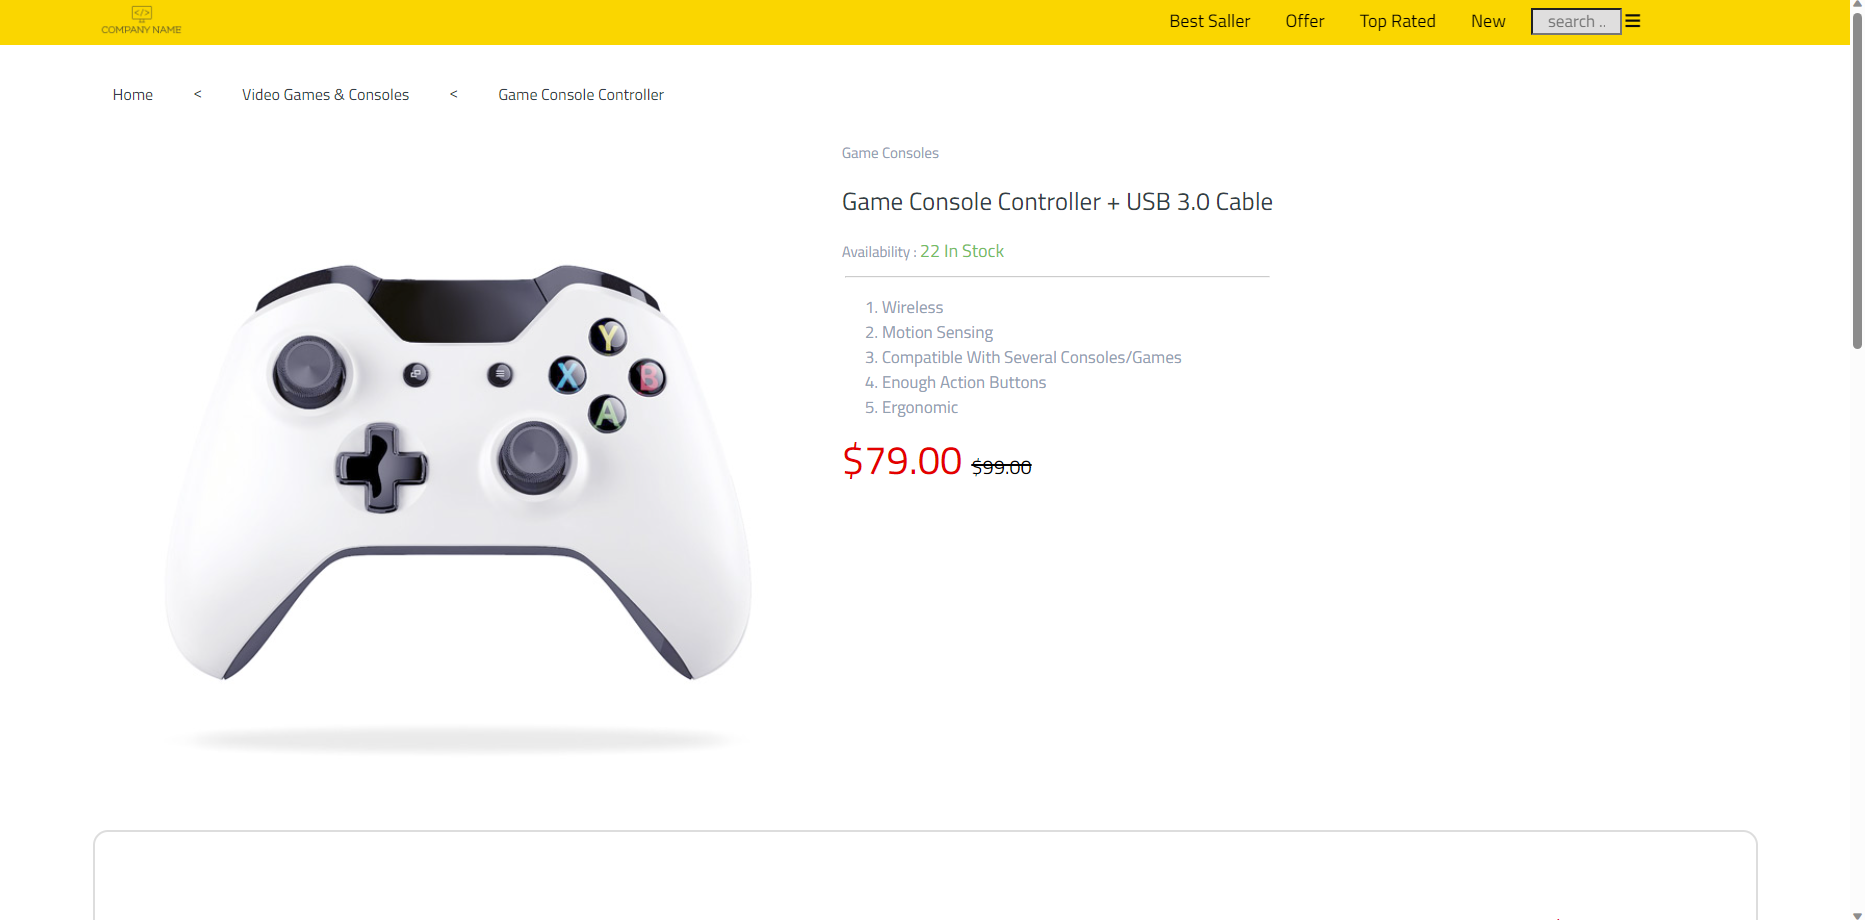 </>
COMPANY NAME
Best Saller Offer Top Rated New search ..
Home < Video Games & Consoles < Game Console Controller
Game Consoles
Game Console Controller + USB 3.0 Cable
Availability : 22 In Stock
1. Wireless
2. Motion Sensing
3. Compatible With Several Consoles/Games
4. Enough Action Buttons
5. Ergonomic
$79.00 $99.00
Y
X B
A